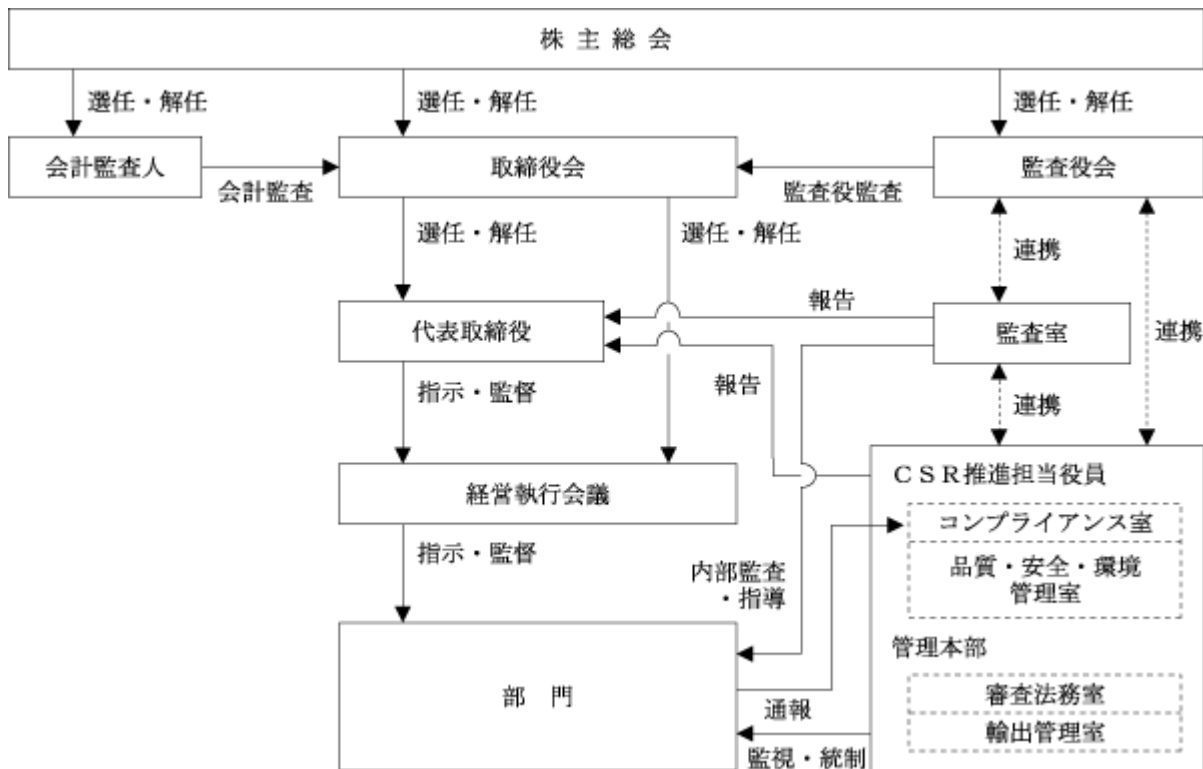 株主総会
選任・解任
選任・解任
選任・解任
会計監査人
取締役会
監査役会
会計監査
監査役監査
選任・解任
選任・解任
連携
報告
代表取締役
監査室
連携
指示・監督
報告
連携
経営執行会議
CSR推進担当役員
コンプライアンス室
指示・監督
品質・安全・環境
管理室
内部監査
・指導
管理本部
部 門
審査法務室
通報
輸出管理室
監視・統制